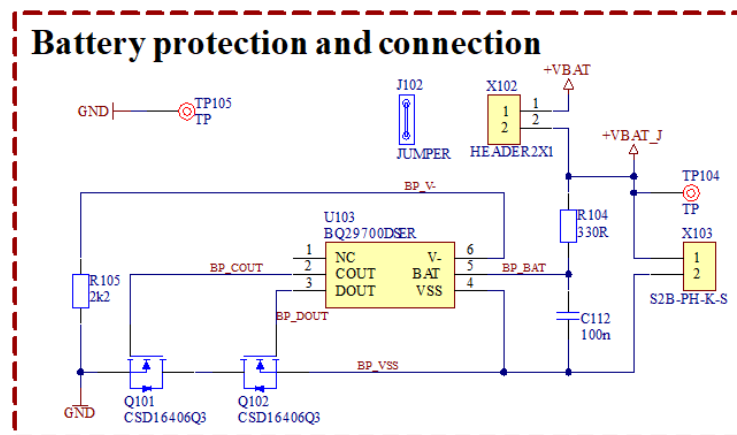 Battery protection and connection
GND
TP105
TP
J102
JUMPER
X102
1
2
1
2
HEADER2X1
+VBAT
+VBAT_J
TP104
TP
BP_V-
U103
BQ29700DSER
1
2
3
NC
COUT
DOUT
V-
BAT
VSS
6
5
4
BP_COUT
BP_DOUT
BP_BAT
R104
330R
X103
1
2
S2B-PH-K-S
R105
2k2
C112
100n
BP_VSS
GND
Q101
CSD16406Q3
Q102
CSD16406Q3